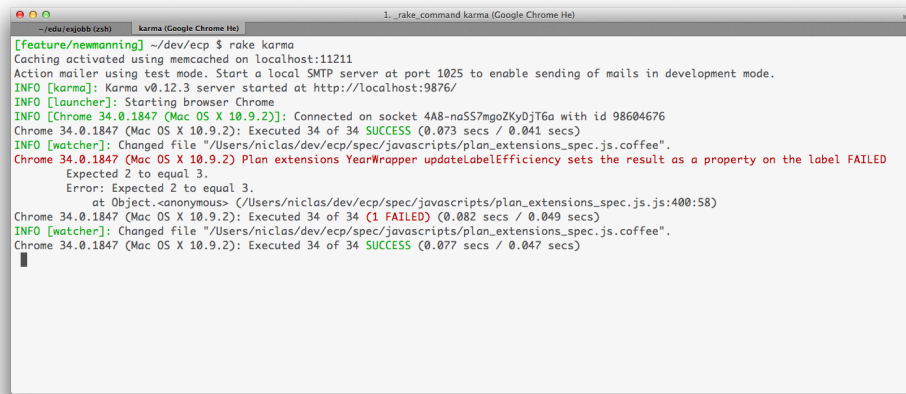 1. _rake_command karma (Google Chrome He)
~/edu/exjobb (zsh) karma (Google Chrome He)
[feature/newmanning] ~/dev/ecp $ rake karma
Caching activated using memcached on localhost:11211
Action mailer using test mode. Start a local SMTP server at port 1025 to enable sending of mails in development mode.
INFO [karma]: Karma v0.12.3 server started at http://localhost:9876/
INFO [launcher]: Starting browser Chrome
INFO [Chrome 34.0.1847 (Mac OS X 10.9.2)]: Connected on socket 4A8-naSS7mgoZKyDjT6a with id 98604676
Chrome 34.0.1847 (Mac OS X 10.9.2): Executed 34 of 34 SUCCESS (0.073 secs / 0.041 secs)
INFO [watcher]: Changed file "/Users/niclas/dev/ecp/spec/javascripts/plan_extensions_spec.js.coffee".
Chrome 34.0.1847 (Mac OS X 10.9.2) Plan extensions YearWrapper updateLabelEfficiency sets the result as a property on the label FAILED
Expected 2 to equal 3.
Error: Expected 2 to equal 3.
at Object.<anonymous> (/Users/niclas/dev/ecp/spec/javascripts/plan_extensions_spec.js.js:400:58)
Chrome 34.0.1847 (Mac OS X 10.9.2): Executed 34 of 34 (1 FAILED) (0.082 secs / 0.049 secs)
INFO [watcher]: Changed file "/Users/niclas/dev/ecp/spec/javascripts/plan_extensions_spec.js.coffee".
Chrome 34.0.1847 (Mac OS X 10.9.2): Executed 34 of 34 SUCCESS (0.077 secs / 0.047 secs)